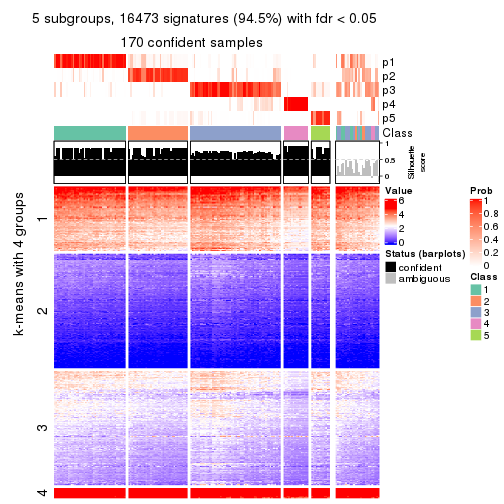 5 subgroups, 16473 signatures (94.5%) with fdr < 0.05
170 confident samples
p1
p2
p3
p4
p5
Class
1
0.5
0
Silhouette
score
k-means with 4 groups
1
2
3
4
Value
6
4
2
0
Status (barplots)
confident
ambiguous
Prob
1
0.8
0.6
0.4
0.2
0
Class
1
2
3
4
5